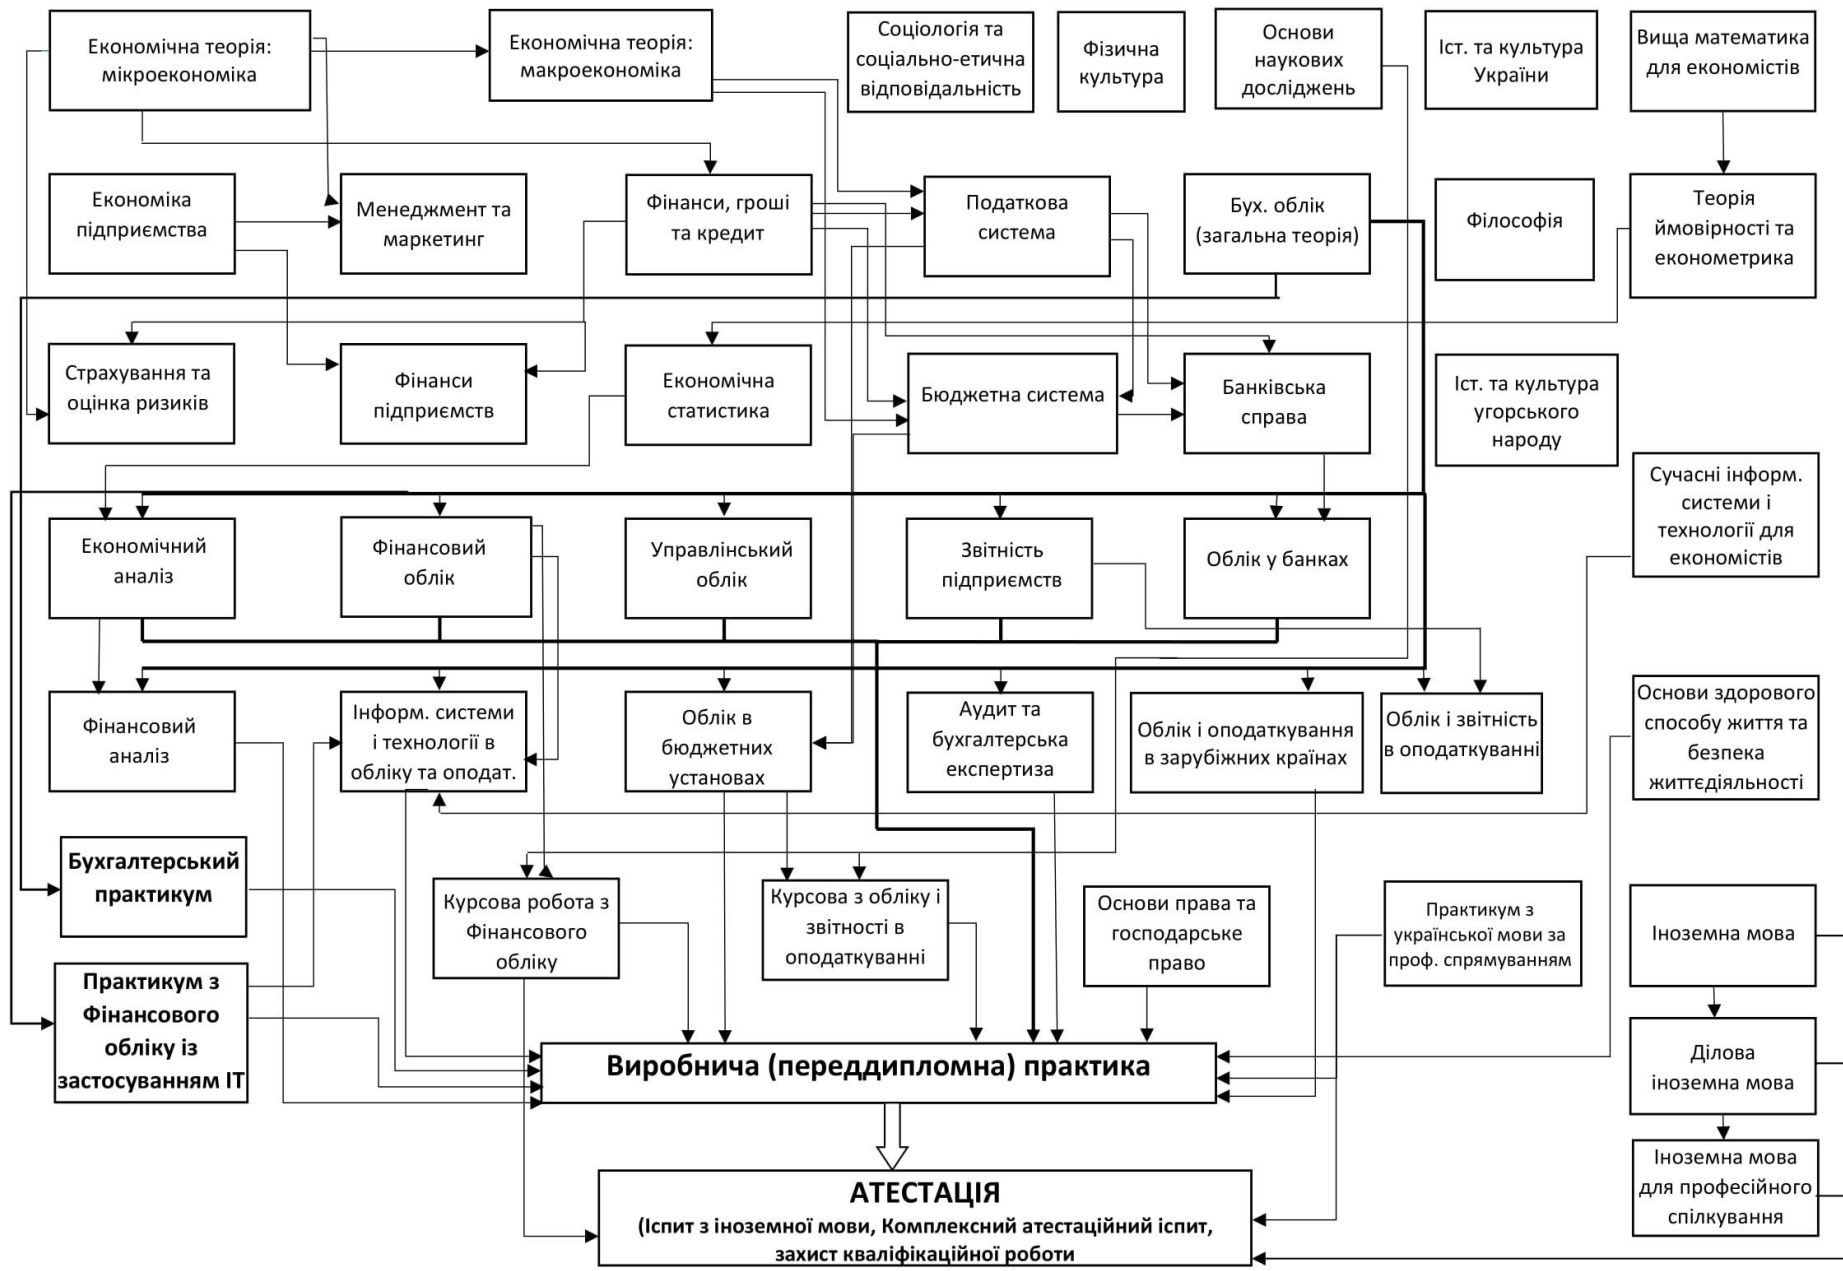 Економічна теорія:
мікроекономіка
Економічна теорія:
макроекономіка
Соціологія та
соціально-етична
відповідальність
Фізична
культура
Основи
наукових
досліджень
Іст. та культура
України
Вища математика
для економістів
Економіка
підприємства
Менеджмент та
маркетинг
Фінанси, гроші
та кредит
Податкова
система
Бух. облік
(загальна теорія)
Філософія
Теорія
ймовірності та
економетрика
Страхування та
оцінка ризиків
Фінанси
підприємств
Економічна
статистика
Бюджетна система
Банківська
справа
Іст. та культура
угорського
народу
Сучасні інформ.
системи і
технології для
економістів
Економічний
аналіз
Фінансовий
облік
Управлінський
облік
Звітність
підприємств
Облік у банках
Фінансовий
аналіз
Інформ. системи
і технології в
обліку та оподат.
Облік в
бюджетних
установах
Аудит та
бухгалтерська
експертиза
Облік і оподаткування
в зарубіжних країнах
Облік і звітність
в оподаткуванні
Основи здорового
способу життя та
безпека
життєдіяльності
Бухгалтерський
практикум
Курсова робота з
Фінансового
обліку
Курсова з обліку і
звітності в
оподаткуванні
Основи права та
господарське
право
Практикум з
української мови за
проф. спрямуванням
Іноземна мова
Практикум з
Фінансового
обліку із
застосуванням ІТ
Виробнича (переддипломна) практика
Ділова
іноземна мова
Іноземна мова
для професійного
спілкування
АТЕСТАЦІЯ
(Іспит з іноземної мови, Комплексний атестаційний іспит,
захист кваліфікаційної роботи